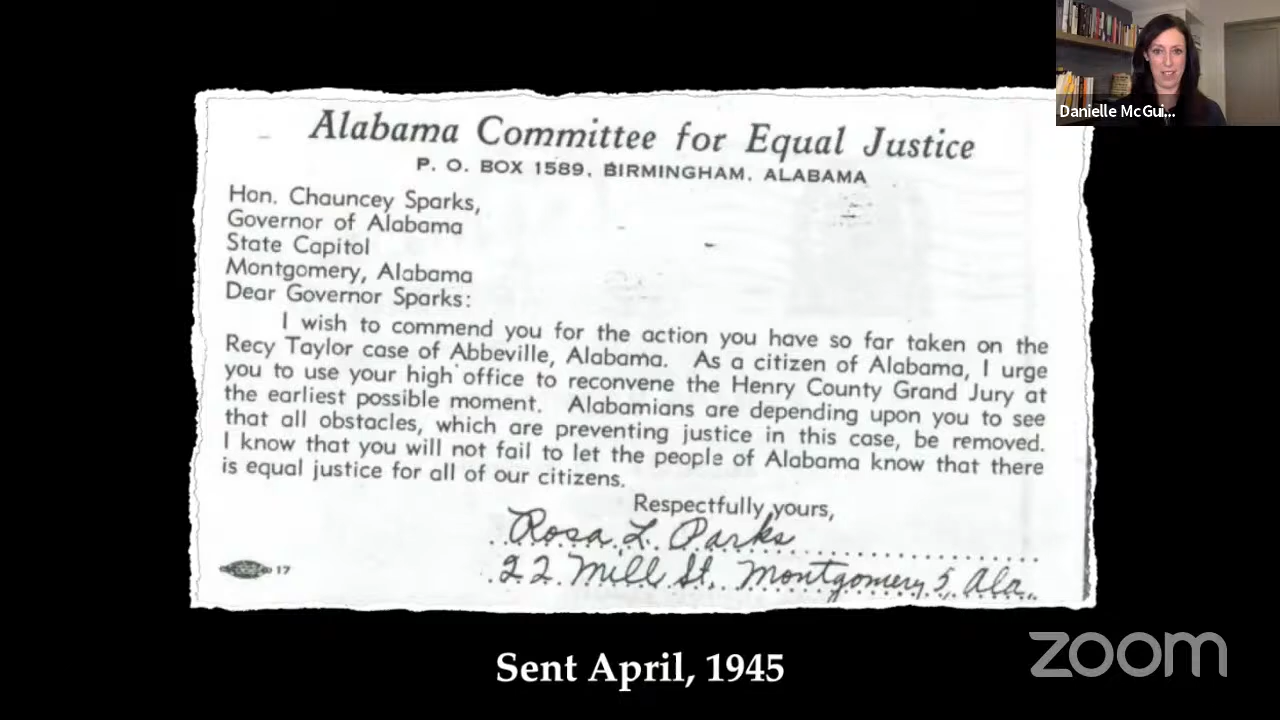 Danielle McGui...
Alabama Committee for Equal Justice
P. O. BOX 1589, BIRMINGHAM, ALABAMA
Hon. Chauncey Sparks,
Governor of Alabama
State Capitol
Montgomery, Alabama
Dear Governor Sparks:
I wish to commend you for the action you have so far taken on the
Recy Taylor case of Abbeville, Alabama. As a citizen of Alabama, I urge
you to use your high office to reconvene the Henry County Grand Jury at
the earliest possible moment. Alabamians are depending upon you to see
that all obstacles, which are preventing justice in this case, be removed.
I know that you will not fail to let the people of Alabama know that there
is equal justice for all of our citizens.
Respectfully yours,
Rosa L. Parks
22 Mill St. Montgomery 5, Ala.
17
Sent April, 1945
zoom